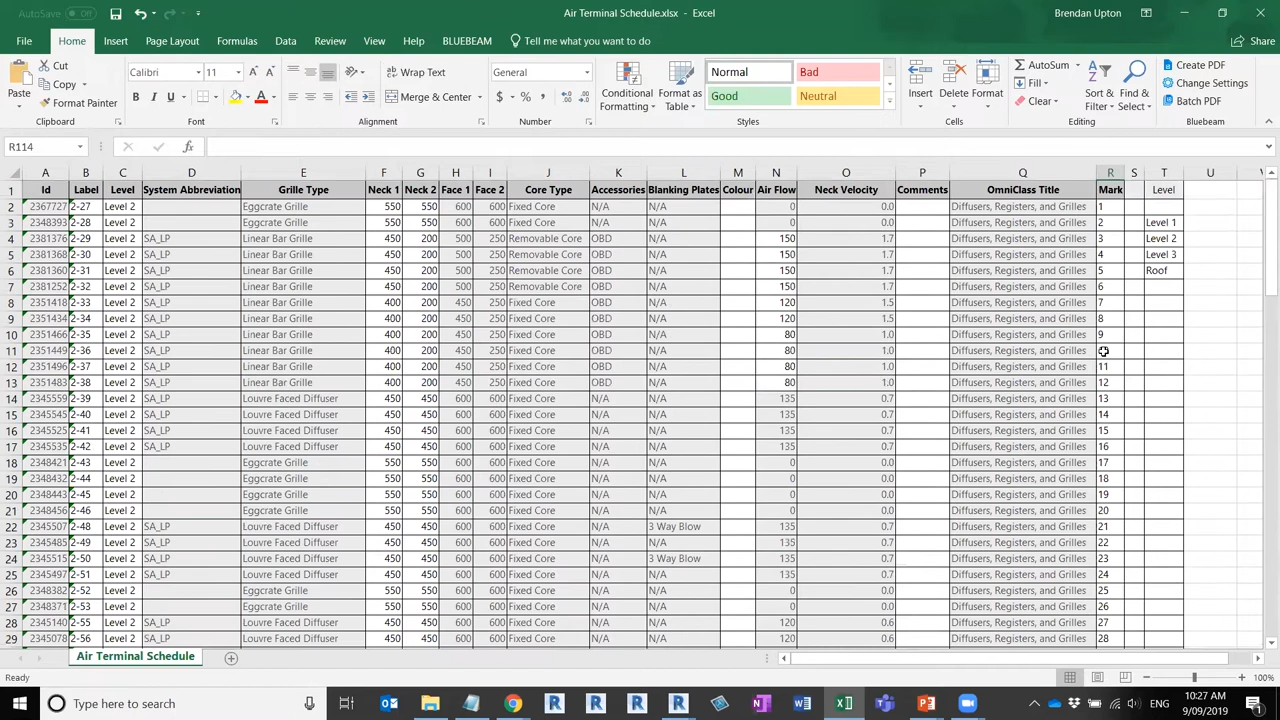 AutoSave Off Air Terminal Schedule.xlsx - Excel Brendan Upton
File Home Insert Page Layout Formulas Data Review View Help BLUEBEAM Tell me what you want to do Share
Paste Cut Copy Format Painter Clipboard
Calibri 11 B I U A A A Font
Wrap Text Merge & Center Alignment
General $ % , Number
Conditional Formatting Format as Table Normal Bad Good Neutral Styles
Insert Delete Format Cells
AutoSum Fill Clear Sort & Filter Find & Select Editing
Create PDF Change Settings Batch PDF Bluebeam
R114 fx
A B C D E F G H I J K L M N O P Q R S T U
1 Id Label Level System Abbreviation Grille Type Neck 1 Neck 2 Face 1 Face 2 Core Type Accessories Blanking Plates Colour Air Flow Neck Velocity Comments OmniClass Title Mark Level
2 2367727 2-27 Level 2 Eggcrate Grille 550 550 600 600 Fixed Core N/A N/A 0 0.0 Diffusers, Registers, and Grilles 1
3 2348393 2-28 Level 2 Eggcrate Grille 550 550 600 600 Fixed Core N/A N/A 0 0.0 Diffusers, Registers, and Grilles 2 Level 1
4 2381376 2-29 Level 2 SA_LP Linear Bar Grille 450 200 500 250 Removable Core OBD N/A 150 1.7 Diffusers, Registers, and Grilles 3 Level 2
5 2381368 2-30 Level 2 SA_LP Linear Bar Grille 450 200 500 250 Removable Core OBD N/A 150 1.7 Diffusers, Registers, and Grilles 4 Level 3
6 2381360 2-31 Level 2 SA_LP Linear Bar Grille 450 200 500 250 Removable Core OBD N/A 150 1.7 Diffusers, Registers, and Grilles 5 Roof
7 2381252 2-32 Level 2 SA_LP Linear Bar Grille 450 200 500 250 Removable Core OBD N/A 150 1.7 Diffusers, Registers, and Grilles 6
8 2351418 2-33 Level 2 SA_LP Linear Bar Grille 400 200 450 250 Fixed Core OBD N/A 120 1.5 Diffusers, Registers, and Grilles 7
9 2351434 2-34 Level 2 SA_LP Linear Bar Grille 400 200 450 250 Fixed Core OBD N/A 120 1.5 Diffusers, Registers, and Grilles 8
10 2351466 2-35 Level 2 SA_LP Linear Bar Grille 400 200 450 250 Fixed Core OBD N/A 80 1.0 Diffusers, Registers, and Grilles 9
11 2351449 2-36 Level 2 SA_LP Linear Bar Grille 400 200 450 250 Fixed Core OBD N/A 80 1.0 Diffusers, Registers, and Grilles
12 2351496 2-37 Level 2 SA_LP Linear Bar Grille 400 200 450 250 Fixed Core OBD N/A 80 1.0 Diffusers, Registers, and Grilles 11
13 2351483 2-38 Level 2 SA_LP Linear Bar Grille 400 200 450 250 Fixed Core OBD N/A 80 1.0 Diffusers, Registers, and Grilles 12
14 2345559 2-39 Level 2 SA_LP Louvre Faced Diffuser 450 450 600 600 Fixed Core N/A N/A 135 0.7 Diffusers, Registers, and Grilles 13
15 2345545 2-40 Level 2 SA_LP Louvre Faced Diffuser 450 450 600 600 Fixed Core N/A N/A 135 0.7 Diffusers, Registers, and Grilles 14
16 2345525 2-41 Level 2 SA_LP Louvre Faced Diffuser 450 450 600 600 Fixed Core N/A N/A 135 0.7 Diffusers, Registers, and Grilles 15
17 2345535 2-42 Level 2 SA_LP Louvre Faced Diffuser 450 450 600 600 Fixed Core N/A N/A 135 0.7 Diffusers, Registers, and Grilles 16
18 2348421 2-43 Level 2 Eggcrate Grille 550 550 600 600 Fixed Core N/A N/A 0 0.0 Diffusers, Registers, and Grilles 17
19 2348432 2-44 Level 2 Eggcrate Grille 550 550 600 600 Fixed Core N/A N/A 0 0.0 Diffusers, Registers, and Grilles 18
20 2348443 2-45 Level 2 Eggcrate Grille 550 550 600 600 Fixed Core N/A N/A 0 0.0 Diffusers, Registers, and Grilles 19
21 2348456 2-46 Level 2 Eggcrate Grille 550 550 600 600 Fixed Core N/A N/A 0 0.0 Diffusers, Registers, and Grilles 20
22 2345507 2-48 Level 2 SA_LP Louvre Faced Diffuser 450 450 600 600 Fixed Core N/A 3 Way Blow 135 0.7 Diffusers, Registers, and Grilles 21
23 2345485 2-49 Level 2 SA_LP Louvre Faced Diffuser 450 450 600 600 Fixed Core N/A N/A 135 0.7 Diffusers, Registers, and Grilles 22
24 2345515 2-50 Level 2 SA_LP Louvre Faced Diffuser 450 450 600 600 Fixed Core N/A 3 Way Blow 135 0.7 Diffusers, Registers, and Grilles 23
25 2345497 2-51 Level 2 SA_LP Louvre Faced Diffuser 450 450 600 600 Fixed Core N/A N/A 135 0.7 Diffusers, Registers, and Grilles 24
26 2348382 2-52 Level 2 Eggcrate Grille 550 550 600 600 Fixed Core N/A N/A 0 0.0 Diffusers, Registers, and Grilles 25
27 2348371 2-53 Level 2 Eggcrate Grille 550 550 600 600 Fixed Core N/A N/A 0 0.0 Diffusers, Registers, and Grilles 26
28 2345140 2-55 Level 2 SA_LP Louvre Faced Diffuser 450 450 600 600 Fixed Core N/A N/A 120 0.6 Diffusers, Registers, and Grilles 27
29 2345078 2-56 Level 2 SA_LP Louvre Faced Diffuser 450 450 600 600 Fixed Core N/A N/A 120 0.6 Diffusers, Registers, and Grilles 28
Air Terminal Schedule
Ready 100%
Type here to search ENG 10:27 AM
9/09/2019